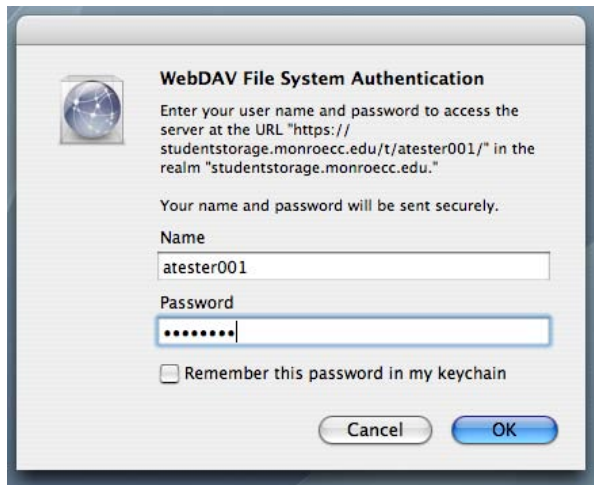 WebDAV File System Authentication
Enter your user name and password to access the
server at the URL "https://
studentstorage.monroecc.edu/t/atester001/" in the
realm "studentstorage.monroecc.edu."
Your name and password will be sent securely.
Name
atester001
Password
••••••••
Remember this password in my keychain
Cancel
OK